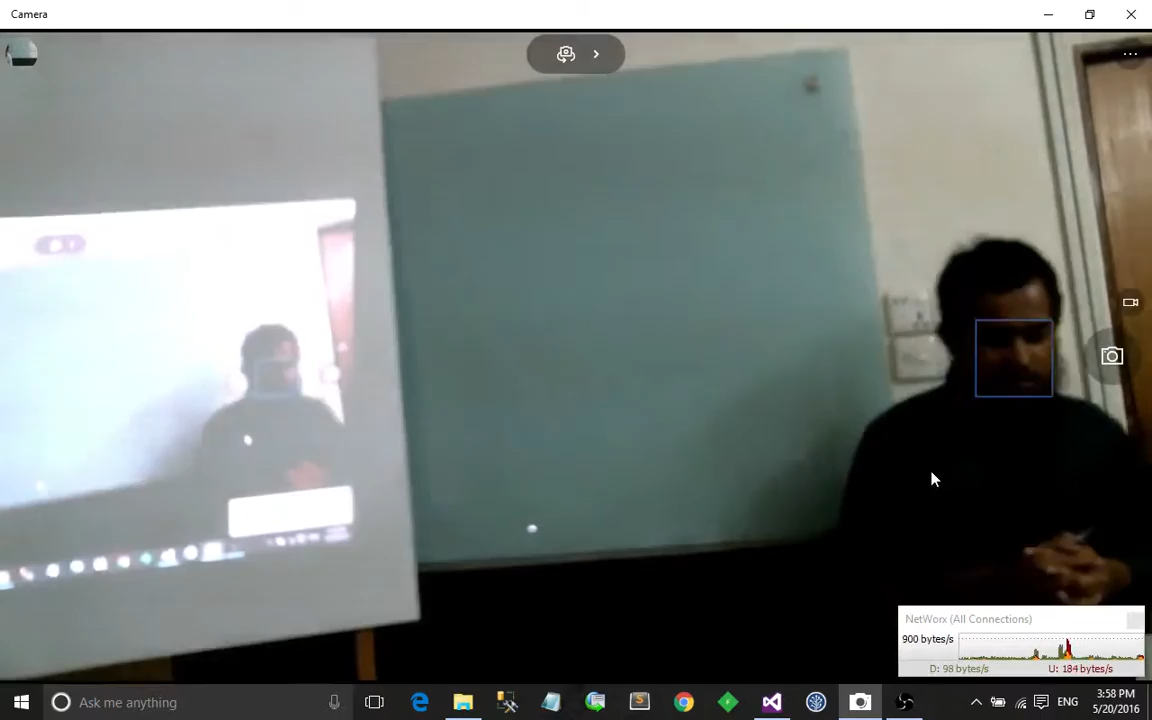 Camera
NetWorx (All Connections)
900 bytes/s
D: 98 bytes/s
U: 184 bytes/s
Ask me anything
ENG
3:58 PM
5/20/2016